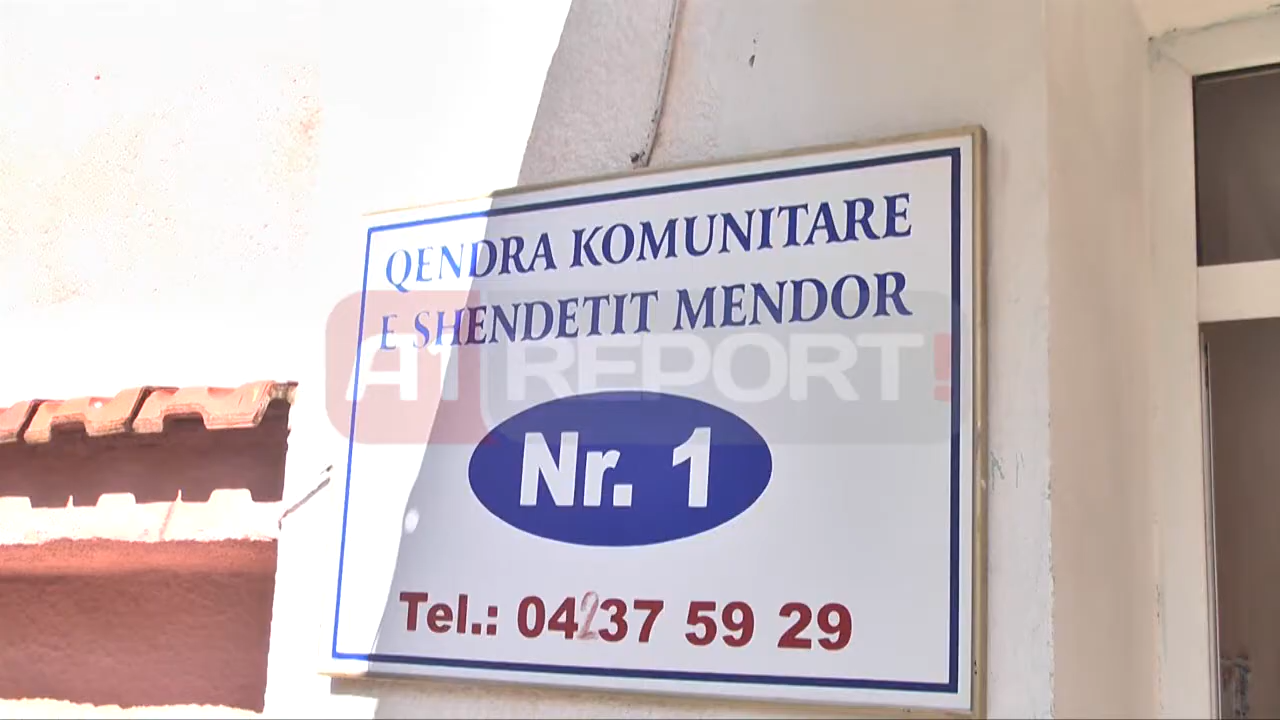 QENDRA KOMUNITARE
E SHENDETIT MENDOR
A1 REPORT!
Nr. 1
Tel.: 04237 59 29